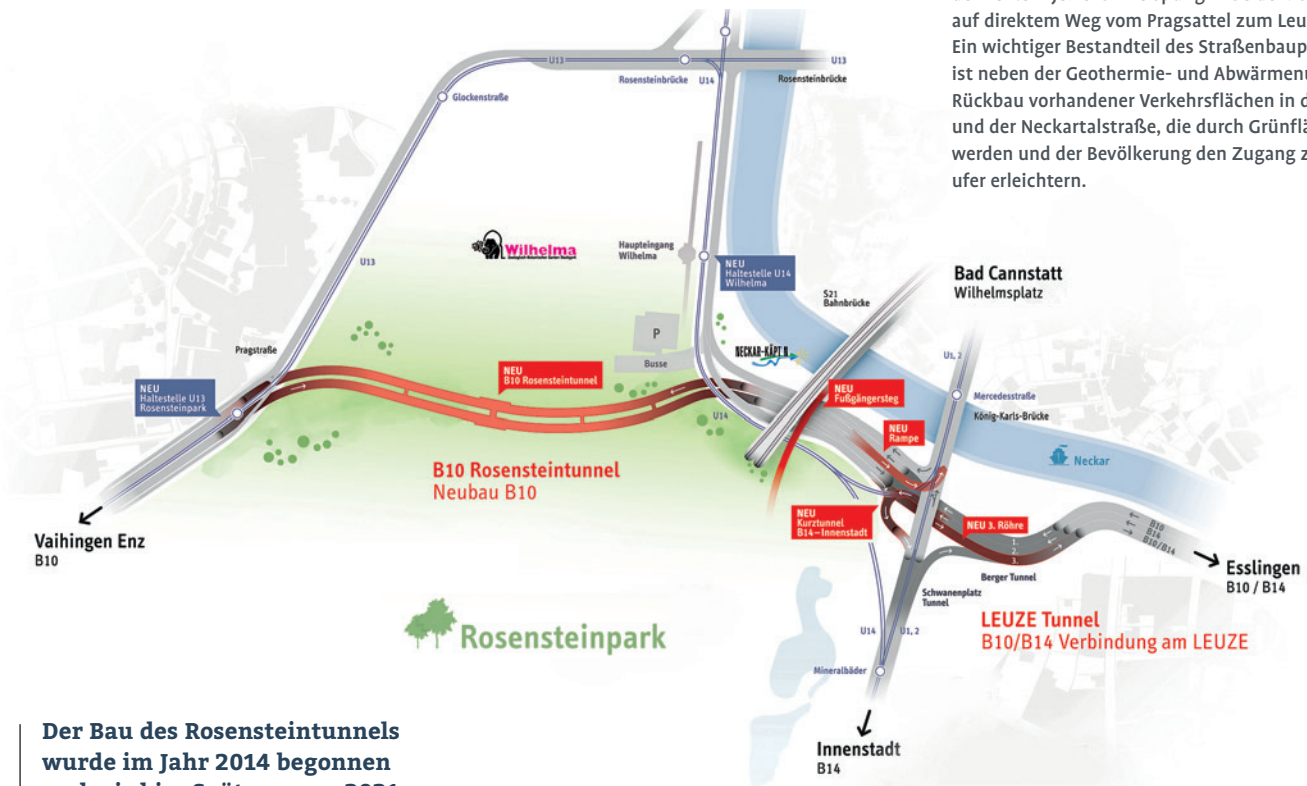 auf direktem Weg vom Pragsattel zum Leu
Ein wichtiger Bestandteil des Straßenbaup
ist neben der Geothermie- und Abwärmenu
Rückbau vorhandener Verkehrsflächen in d
und der Neckartalstraße, die durch Grünflä
werden und der Bevölkerung den Zugang z
ufer erleichtern.
U13
Rosensteinbrücke
U14
U13
Rosensteinbrücke
Glockenstraße
U13
Wilhelma
Haupteingang
Wilhelma
NEU
Haltestelle U14
Wilhelma
S21
Bahnbrücke
Bad Cannstatt
Wilhelmsplatz
Pragstraße
P
Busse
NECKAR-KÄPT'N
U1, 2
NEU
Haltestelle U13
Rosensteinpark
NEU
B10 Rosensteintunnel
NEU
Fußgängersteg
Mercedesstraße
König-Karls-Brücke
U14
NEU
Rampe
Neckar
B10 Rosensteintunnel
Neubau B10
NEU
Kurztunnel
B14–Innenstadt
NEU 3. Röhre
1.
2.
3.
B10
B14
B10/B14
Vaihingen Enz
B10
Esslingen
B10 / B14
Berger Tunnel
Schwanenplatz
Tunnel
Rosensteinpark
LEUZE Tunnel
B10/B14 Verbindung am LEUZE
U14
U1, 2
Mineralbäder
Innenstadt
B14
Der Bau des Rosensteintunnels
wurde im Jahr 2014 begonnen